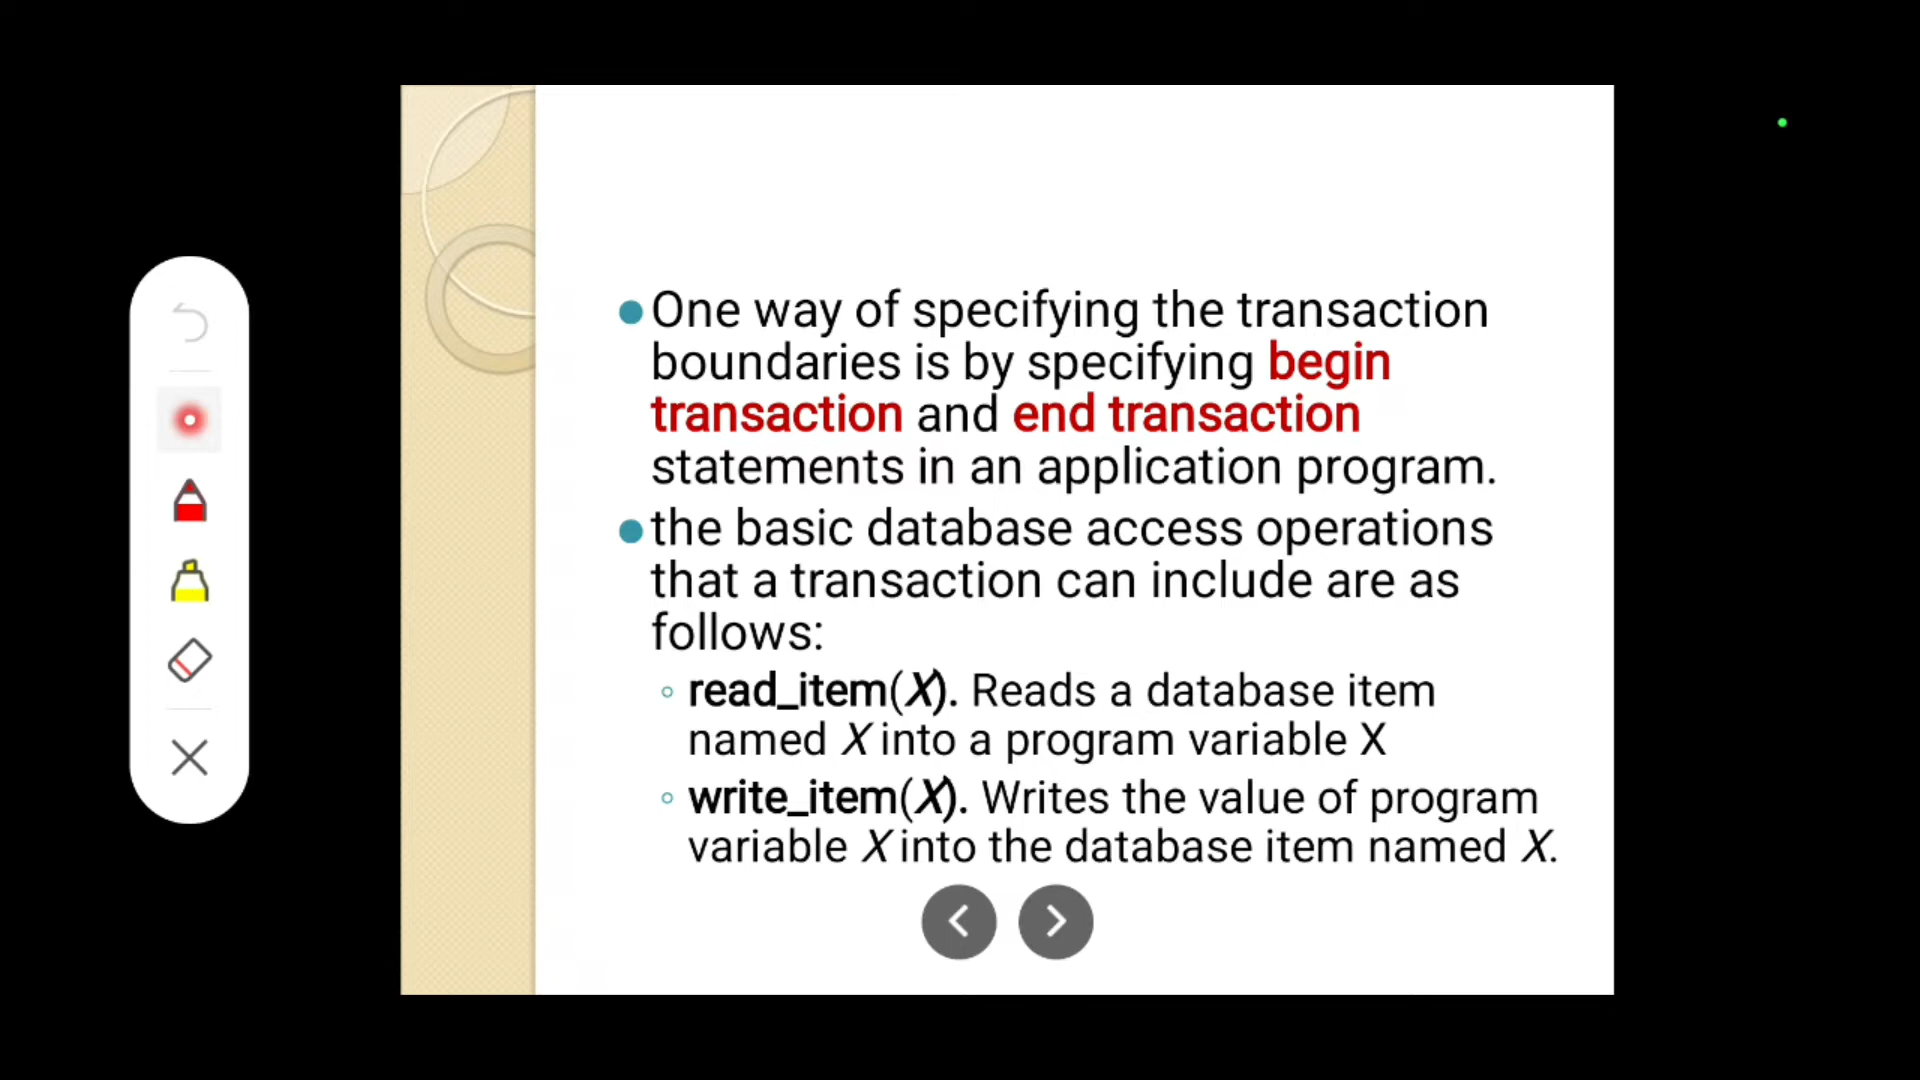 One way of specifying the transaction
boundaries is by specifying begin
transaction and end transaction
statements in an application program.
the basic database access operations
that a transaction can include are as
follows:
read_item(X). Reads a database item
named X into a program variable X
write_item(X). Writes the value of program
variable X into the database item named X.